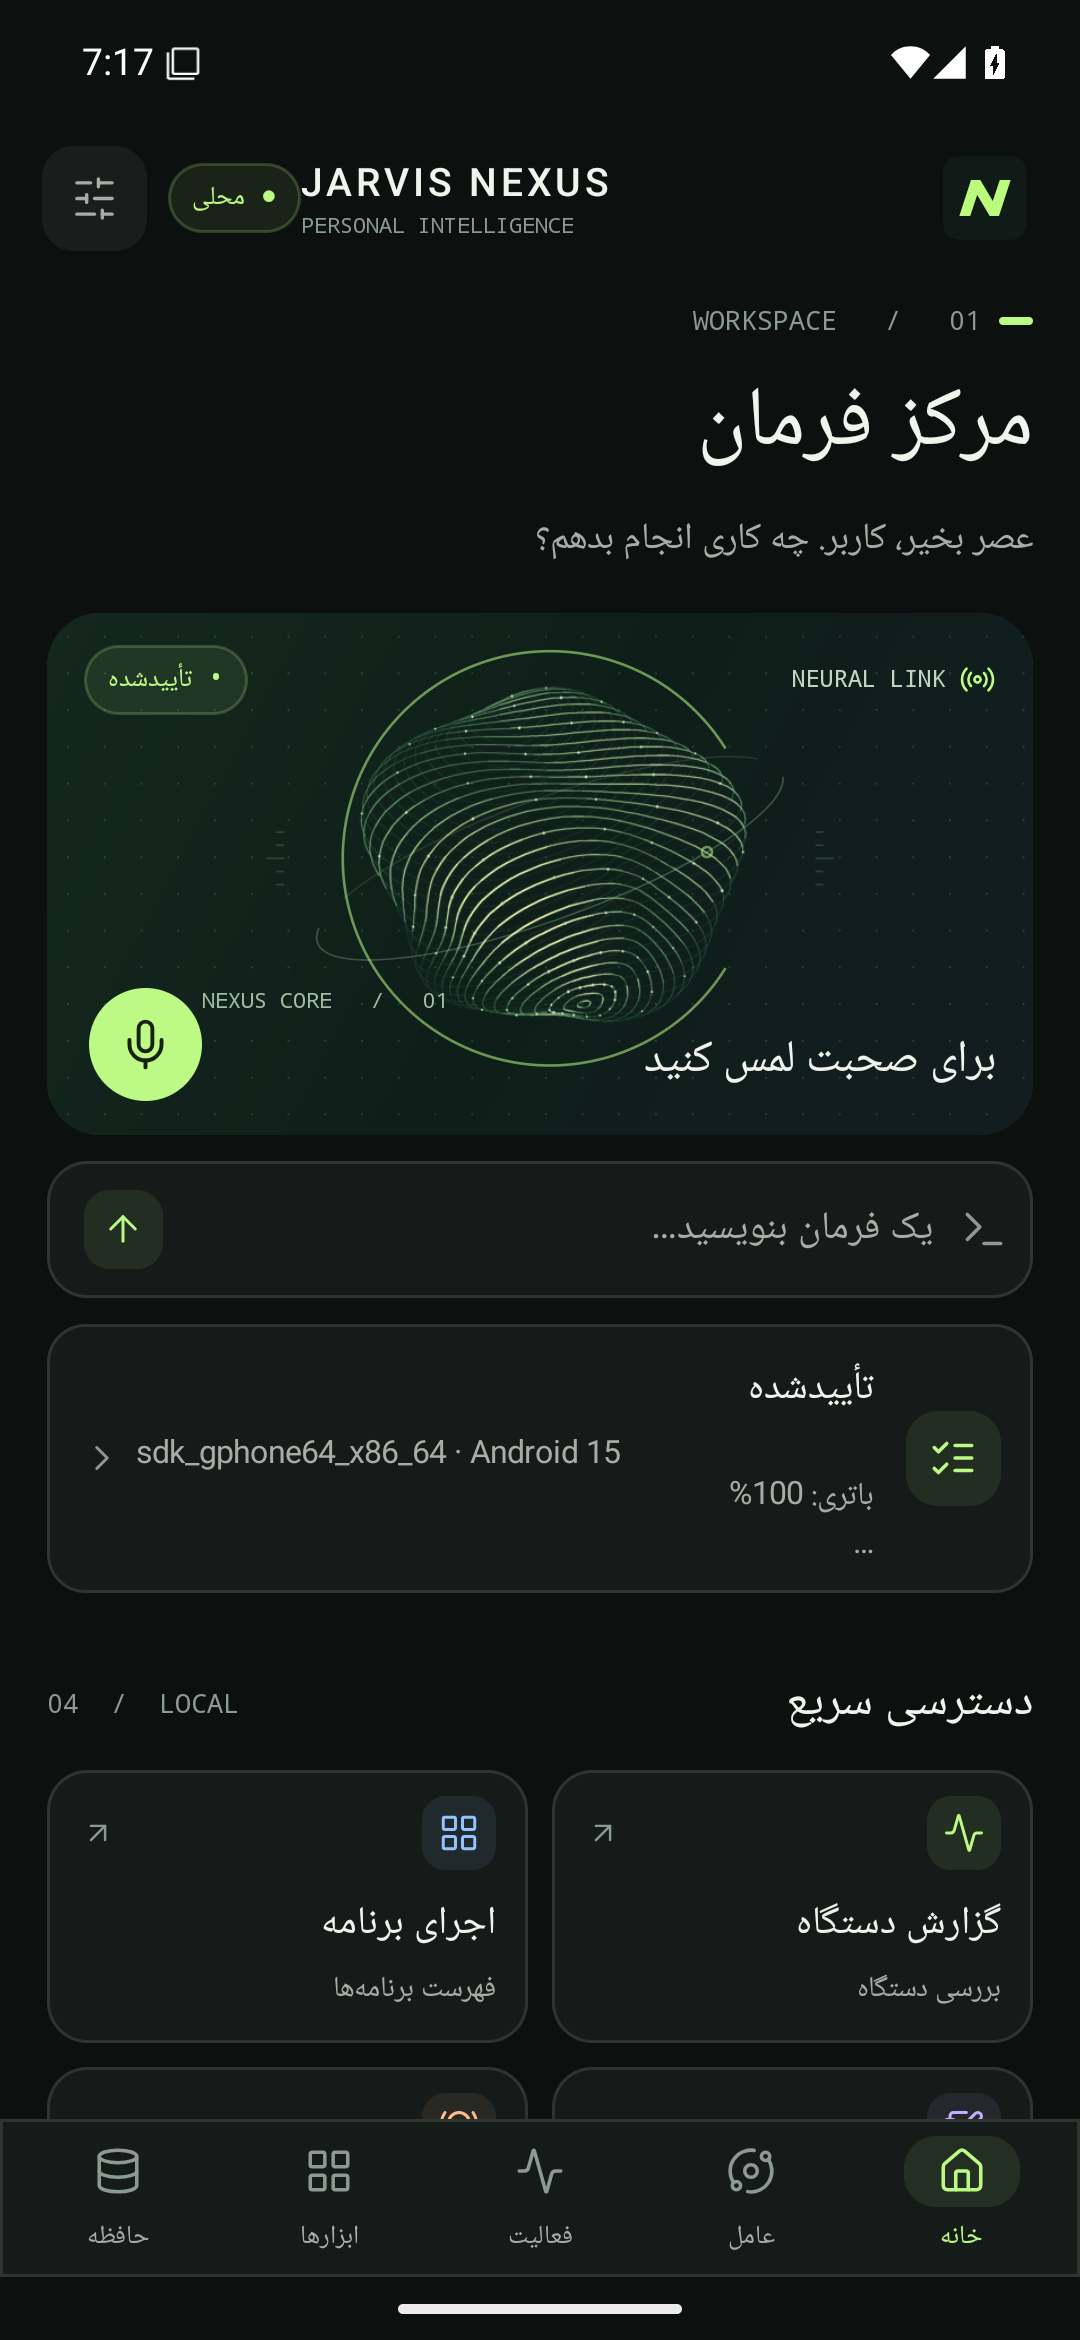 7:17
JARVIS NEXUS
PERSONAL INTELLIGENCE
محلی
WORKSPACE / 01
مرکز فرمان
عصر بخیر، کاربر. چه کاری انجام بدهم؟
NEURAL LINK
تأییدشده
NEXUS CORE / 01
برای صحبت لمس کنید
یک فرمان بنویسید...
تأییدشده
sdk_gphone64_x86_64 · Android 15
باتری: 100%
...
دسترسی سریع
04 / LOCAL
گزارش دستگاه
بررسی دستگاه
اجرای برنامه
فهرست برنامه‌ها
خانه
عامل
فعالیت
ابزارها
حافظه